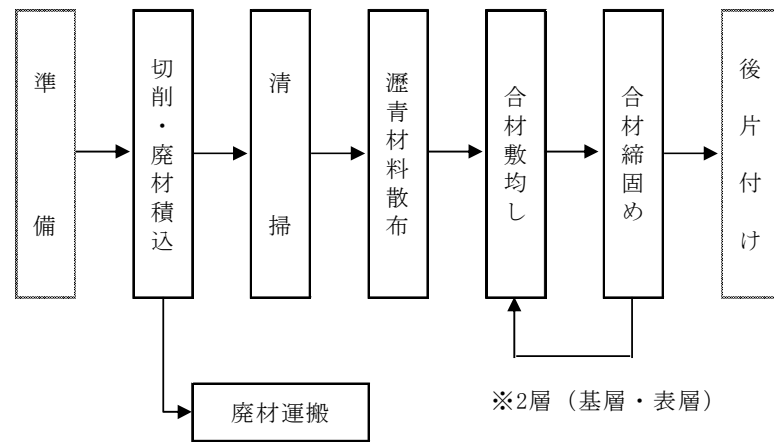 準備
切削・廃材積込
清掃
瀝青材料散布
合材敷均し
合材締固め
後片付け
廃材運搬
※2層（基層・表層）